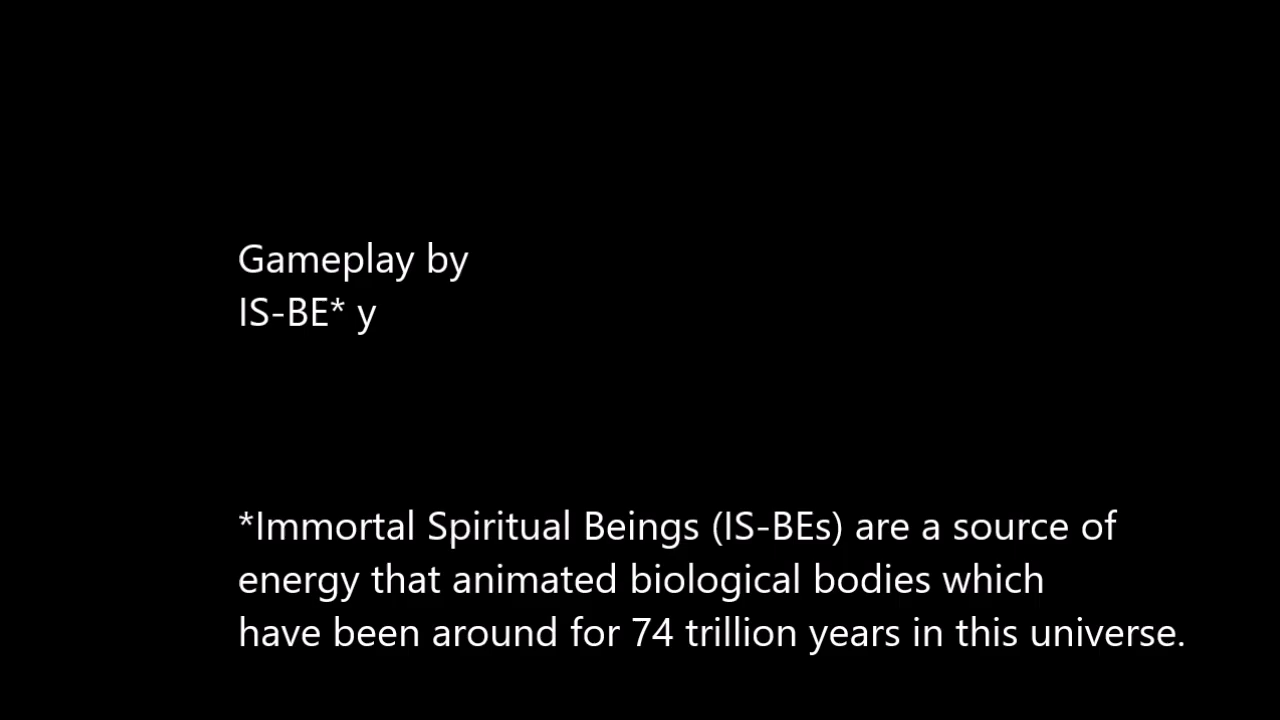 Gameplay by
IS-BE* y
*Immortal Spiritual Beings (IS-BEs) are a source of
energy that animated biological bodies which
have been around for 74 trillion years in this universe.